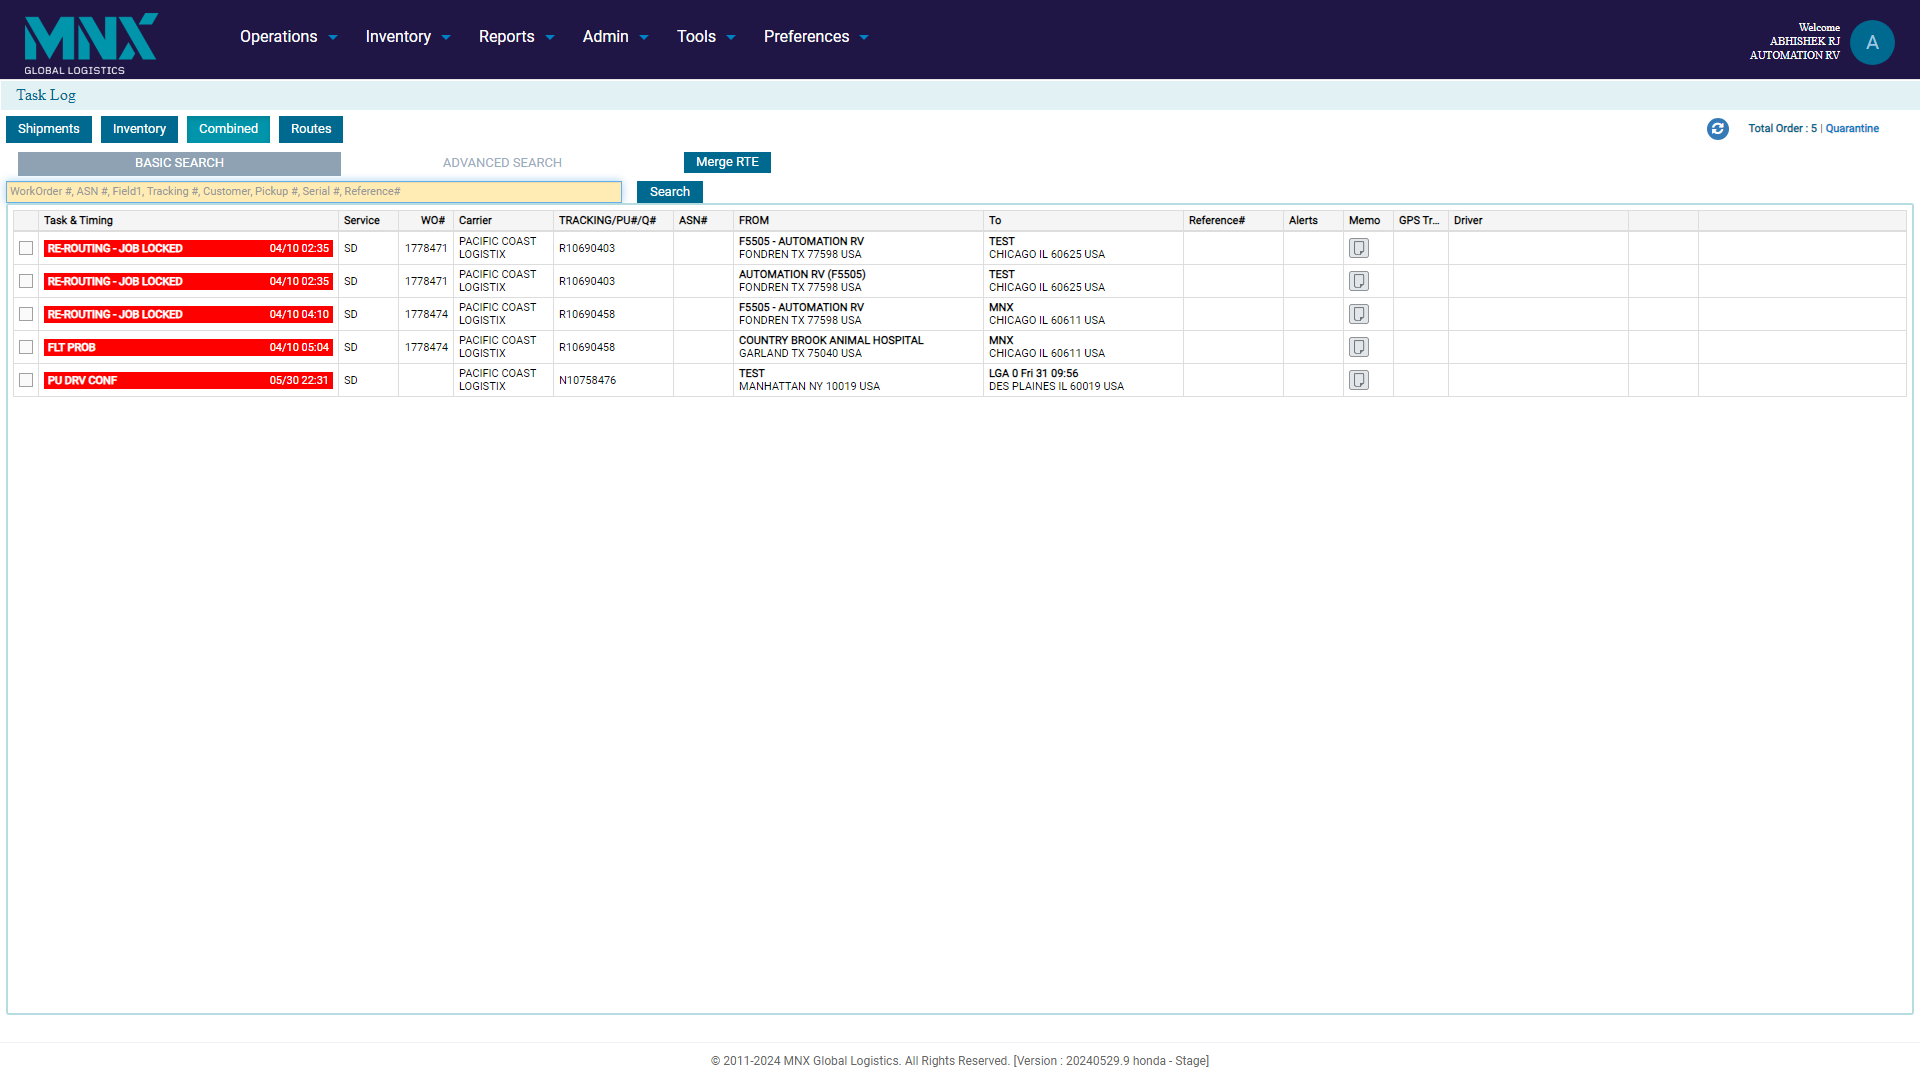 MNX
GLOBAL LOGISTICS
Operations Inventory Reports Admin Tools Preferences
Welcome
ABHISHEK RJ
AUTOMATION RV
A
Task Log
Shipments Inventory Combined Routes
Total Order : 5 | Quarantine
BASIC SEARCH ADVANCED SEARCH Merge RTE
WorkOrder #, ASN #, Field1, Tracking #, Customer, Pickup #, Serial #, Reference# Search
Task & Timing Service WO# Carrier TRACKING/PU#/Q# ASN# FROM To Reference# Alerts Memo GPS Tr... Driver
RE-ROUTING - JOB LOCKED 04/10 02:35 SD 1778471 PACIFIC COAST LOGISTIX R10690403 F5505 - AUTOMATION RV FONDREN TX 77598 USA TEST CHICAGO IL 60625 USA
RE-ROUTING - JOB LOCKED 04/10 02:35 SD 1778471 PACIFIC COAST LOGISTIX R10690403 AUTOMATION RV (F5505) FONDREN TX 77598 USA TEST CHICAGO IL 60625 USA
RE-ROUTING - JOB LOCKED 04/10 04:10 SD 1778474 PACIFIC COAST LOGISTIX R10690458 F5505 - AUTOMATION RV FONDREN TX 77598 USA MNX CHICAGO IL 60611 USA
FLT PROB 04/10 05:04 SD 1778474 PACIFIC COAST LOGISTIX R10690458 COUNTRY BROOK ANIMAL HOSPITAL GARLAND TX 75040 USA MNX CHICAGO IL 60611 USA
PU DRV CONF 05/30 22:31 SD PACIFIC COAST LOGISTIX N10758476 TEST MANHATTAN NY 10019 USA LGA 0 Fri 31 09:56 DES PLAINES IL 60019 USA
© 2011-2024 MNX Global Logistics. All Rights Reserved. [Version : 20240529.9 honda - Stage]